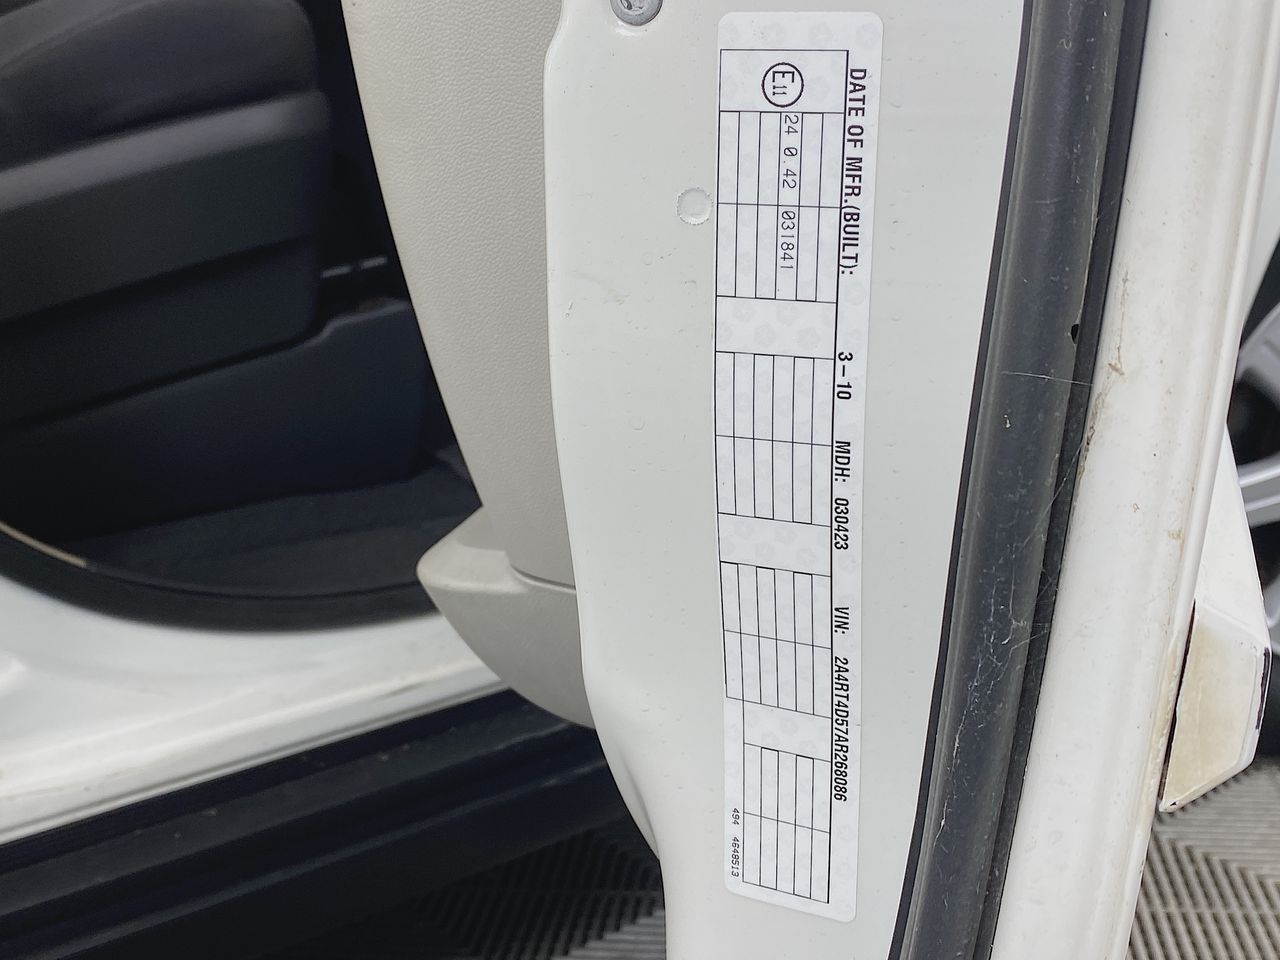 DATE OF MFR.(BUILT): 3-10 MDH: 030423 VIN: 2A4RT4D57AR268086
E11
24 0.42 031841
494 4648513